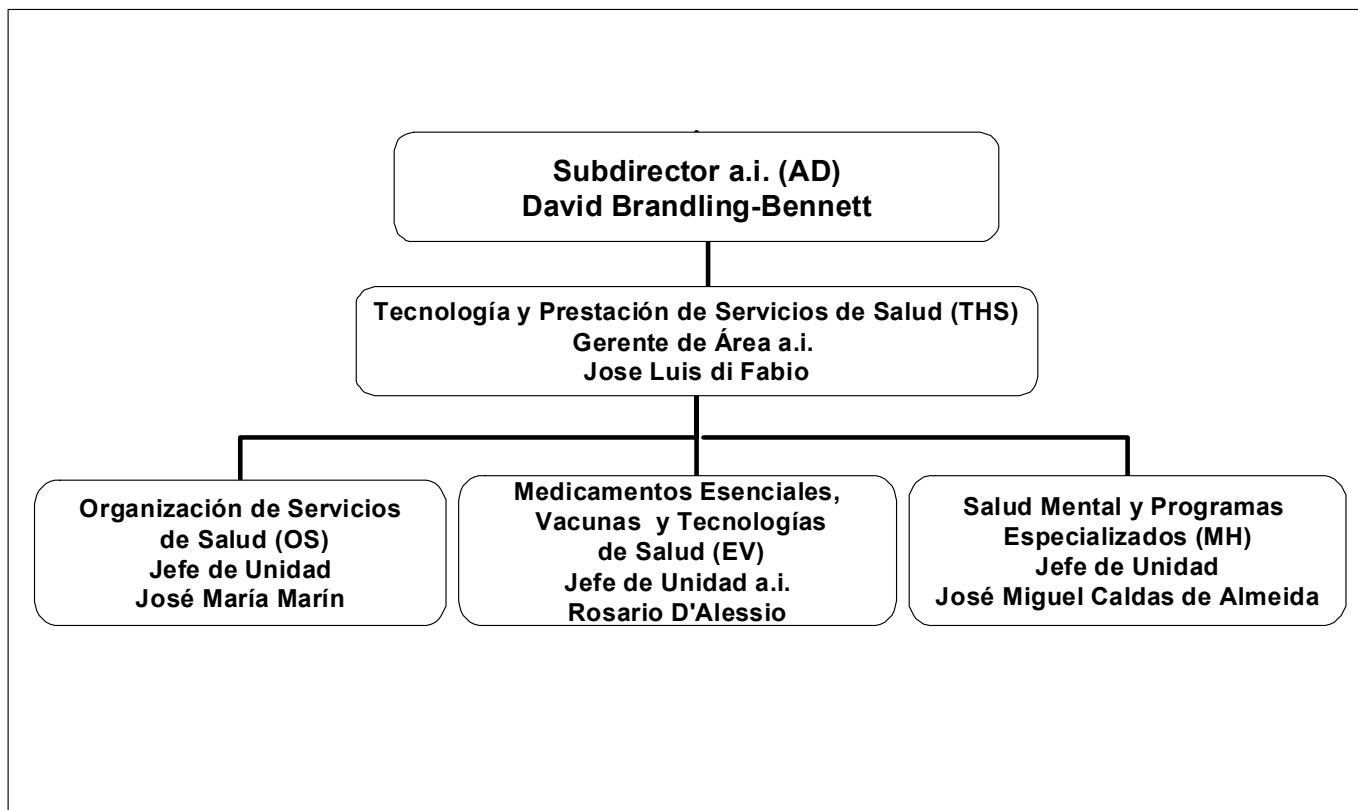 Subdirector a.i. (AD)
David Brandling-Bennett
Tecnología y Prestación de Servicios de Salud (THS)
Gerente de Área a.i.
Jose Luis di Fabio
Organización de Servicios
de Salud (OS)
Jefe de Unidad
José María Marín
Medicamentos Esenciales,
Vacunas y Tecnologías
de Salud (EV)
Jefe de Unidad a.i.
Rosario D'Alessio
Salud Mental y Programas
Especializados (MH)
Jefe de Unidad
José Miguel Caldas de Almeida